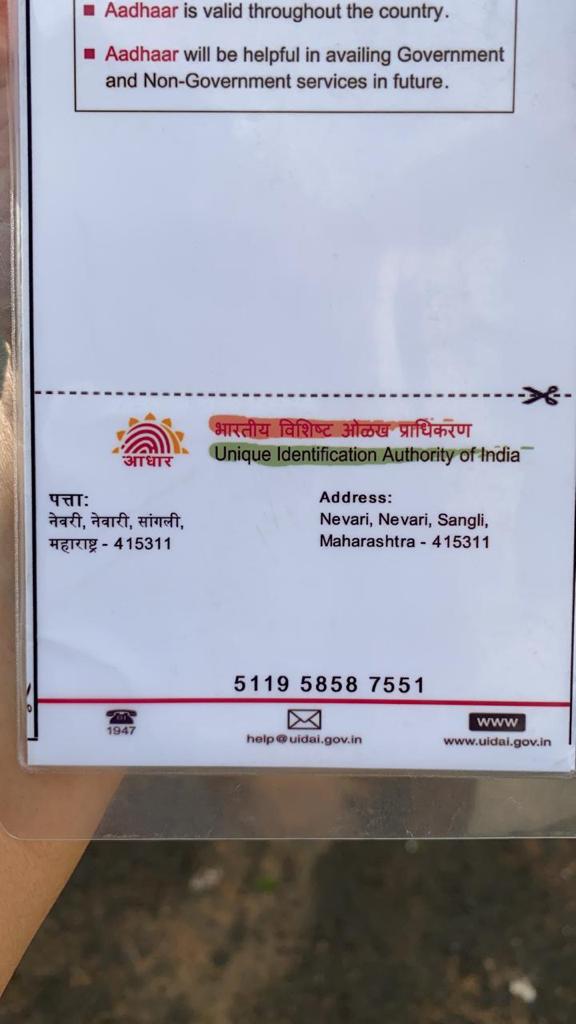 ▪ Aadhaar is valid throughout the country.
▪ Aadhaar will be helpful in availing Government
and Non-Government services in future.
आधार
भारतीय विशिष्ट ओळख प्राधिकरण
Unique Identification Authority of India
पत्ता:
नेवरी, नेवारी, सांगली,
महाराष्ट्र - 415311
Address:
Nevari, Nevari, Sangli,
Maharashtra - 415311
5119 5858 7551
1947
help@uidai.gov.in
www
www.uidai.gov.in